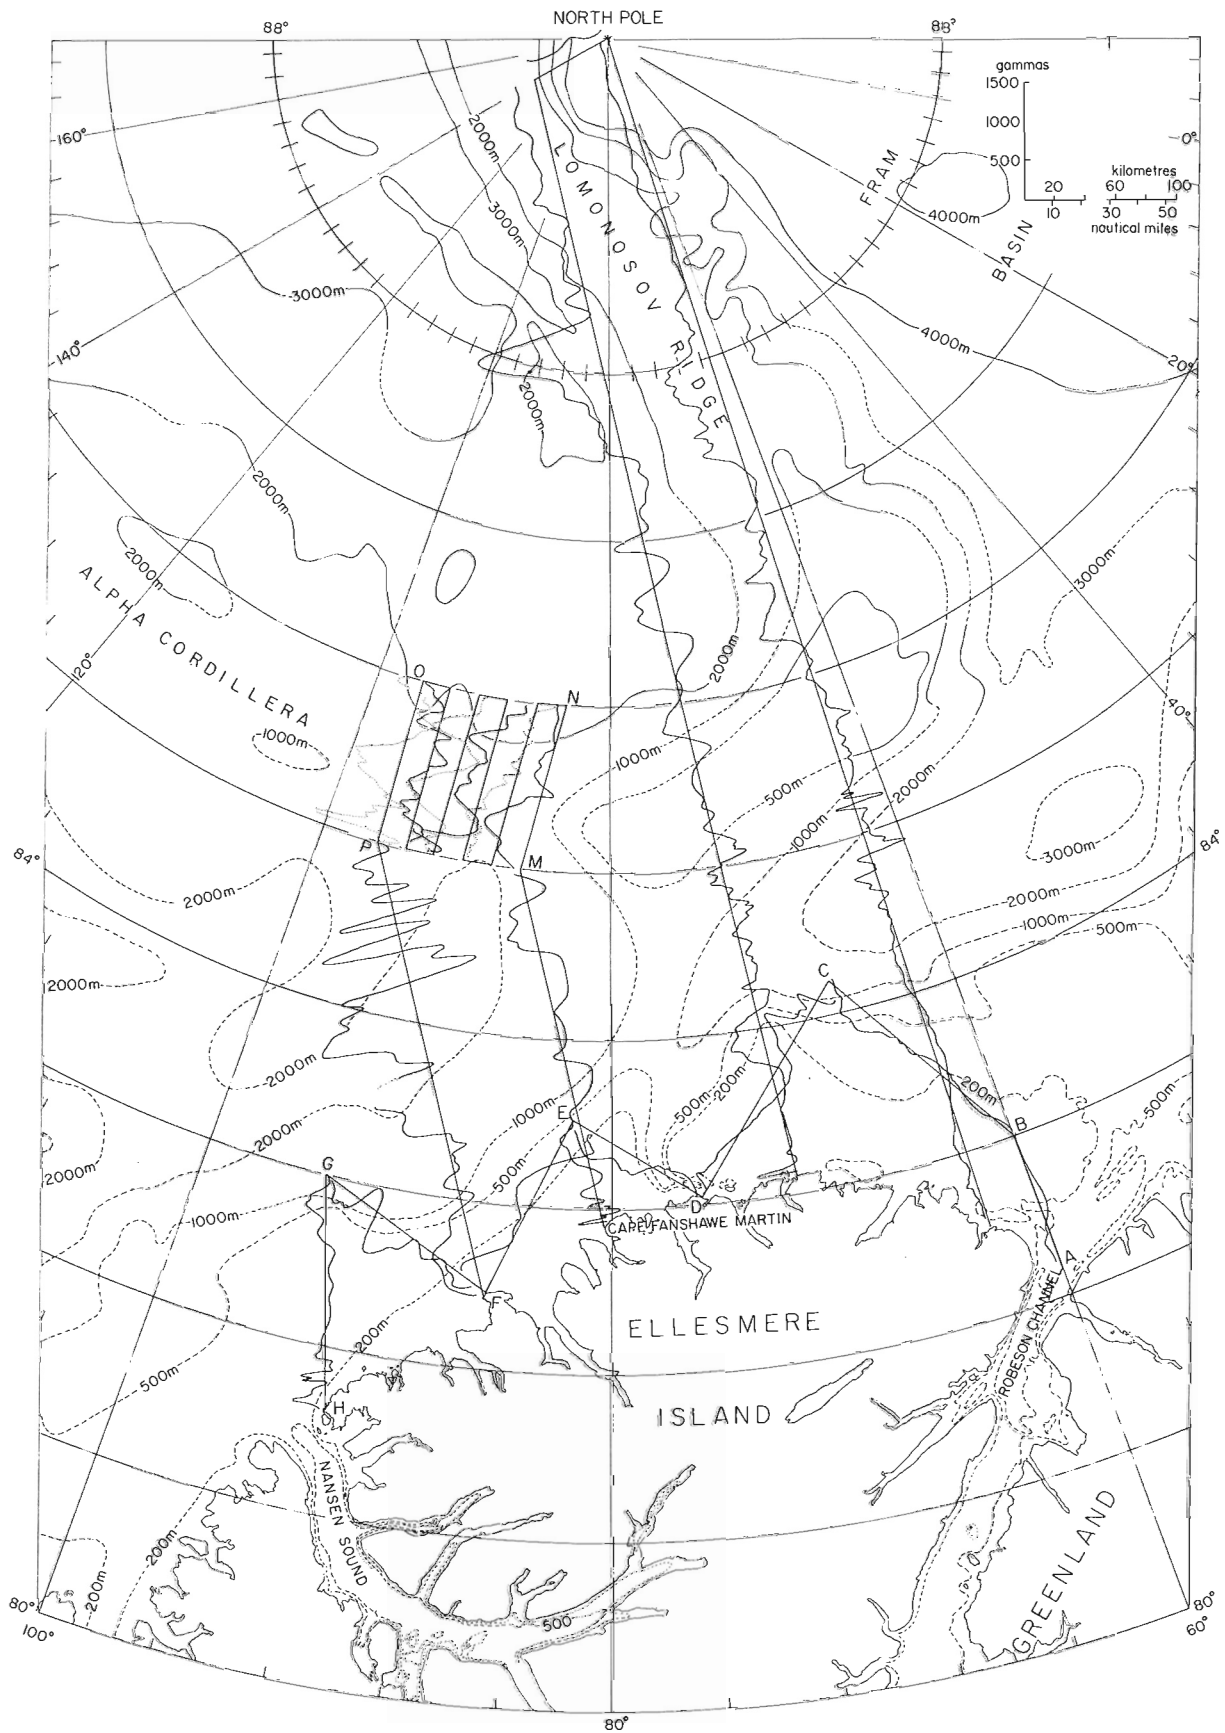 NORTH POLE
88°
88°
gammas
1500
1000
500
kilometres
20
60
100
10
30
50
nautical miles
160°
0°
2000m
LOMONOSOV
RIDGE
FRAM
BASIN
4000m
3000m
3000m
140°
4000m
20°
2000m
2000m
2000m
3000m
ALPHA CORDILLERA
120°
2000m
40°
O
N
1000m
1000m
500m
2000m
1000m
P
M
3000m
84°
84°
2000m
2000m
1000m
500m
2000m
C
2000m
200m
500m
200m
500m
1000m
E
B
2000m
2000m
G
500m
D
1000m
CAPE FANSHAWE MARTIN
A
F
ELLESMERE
ROBESON CHANNEL
200m
500m
ISLAND
H
NANSEN SOUND
200m
200m
GREENLAND
500
80°
80°
100°
60°
80°